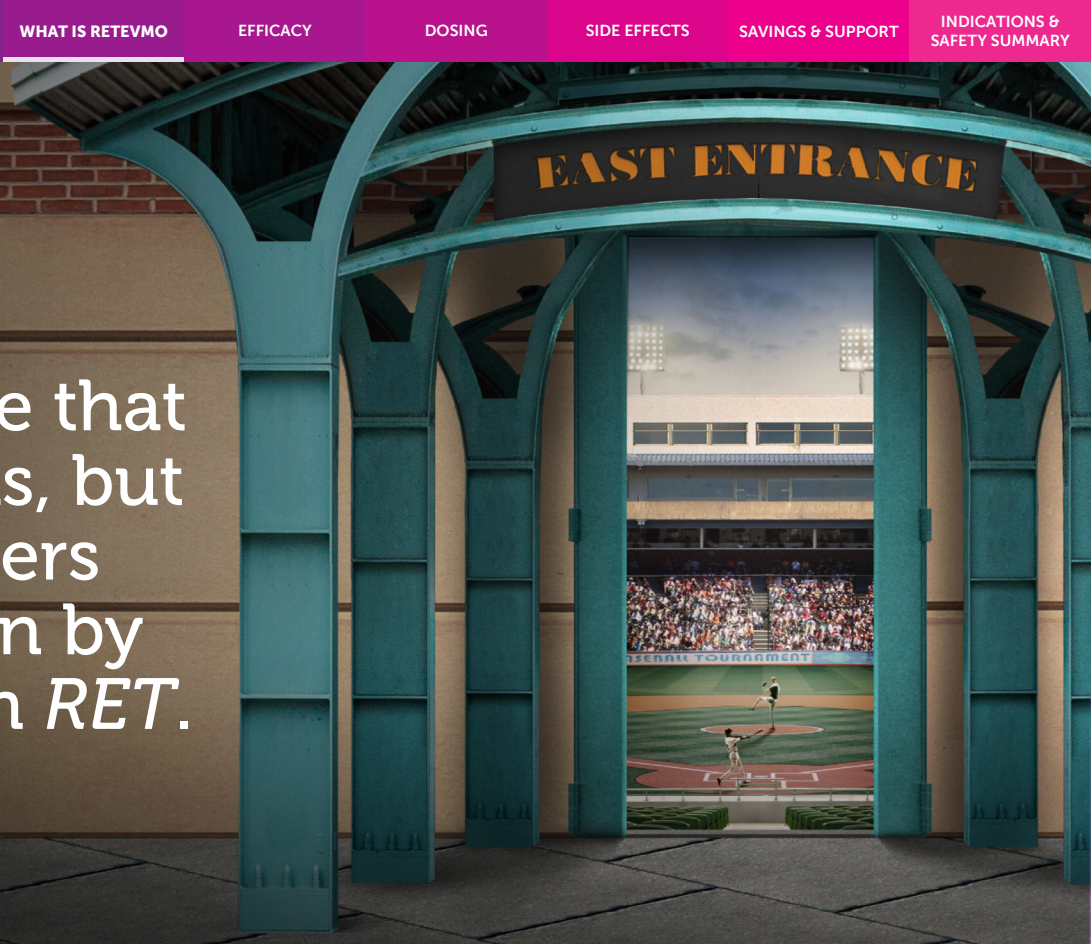 WHAT IS RETEVMO
EFFICACY
DOSING
SIDE EFFECTS
SAVINGS & SUPPORT
INDICATIONS &
SAFETY SUMMARY
EAST ENTRANCE
e that
s, but
ers
n by
n RET.
SEBALL TOURNAMENT